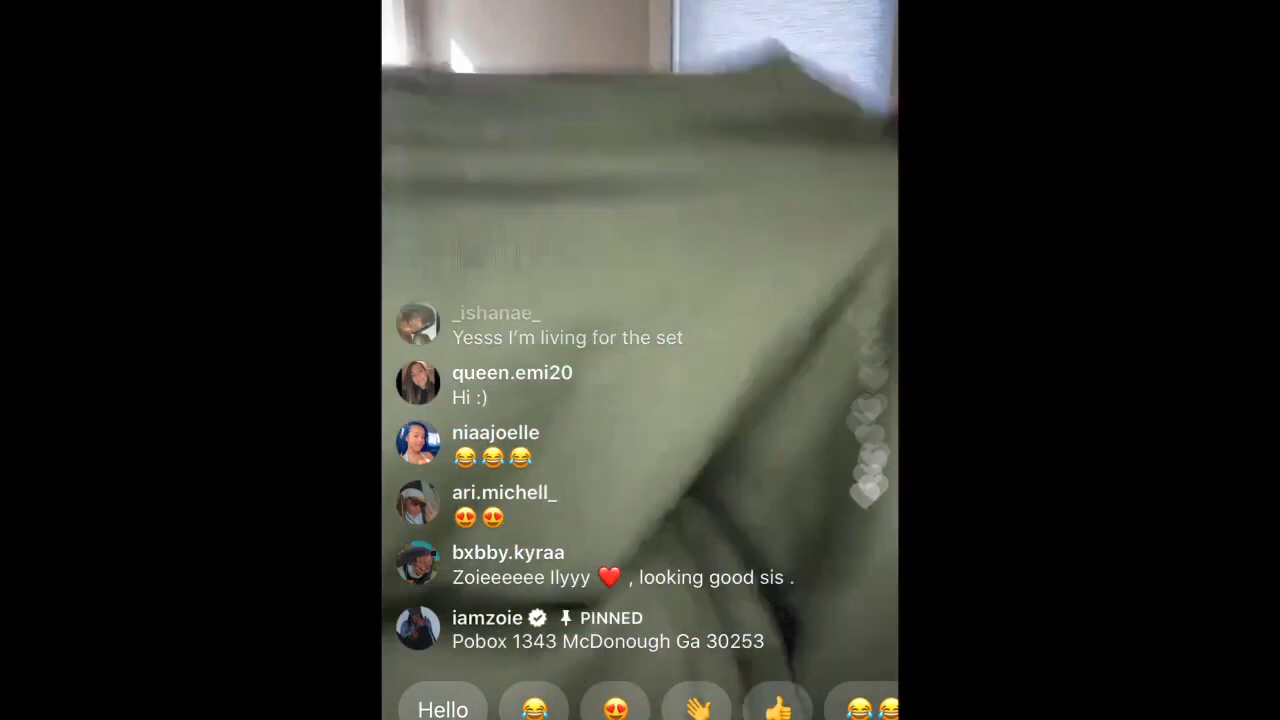 _ishanae_
Yesss I’m living for the set
queen.emi20
Hi :)
niaajoelle
😂😂😂
ari.michell_
😍😍
bxbby.kyraa
Zoieeeeee Ilyyy ❤️ , looking good sis .
iamzoie PINNED
Pobox 1343 McDonough Ga 30253
Hello 😂 😍 👋 👍 😂😂